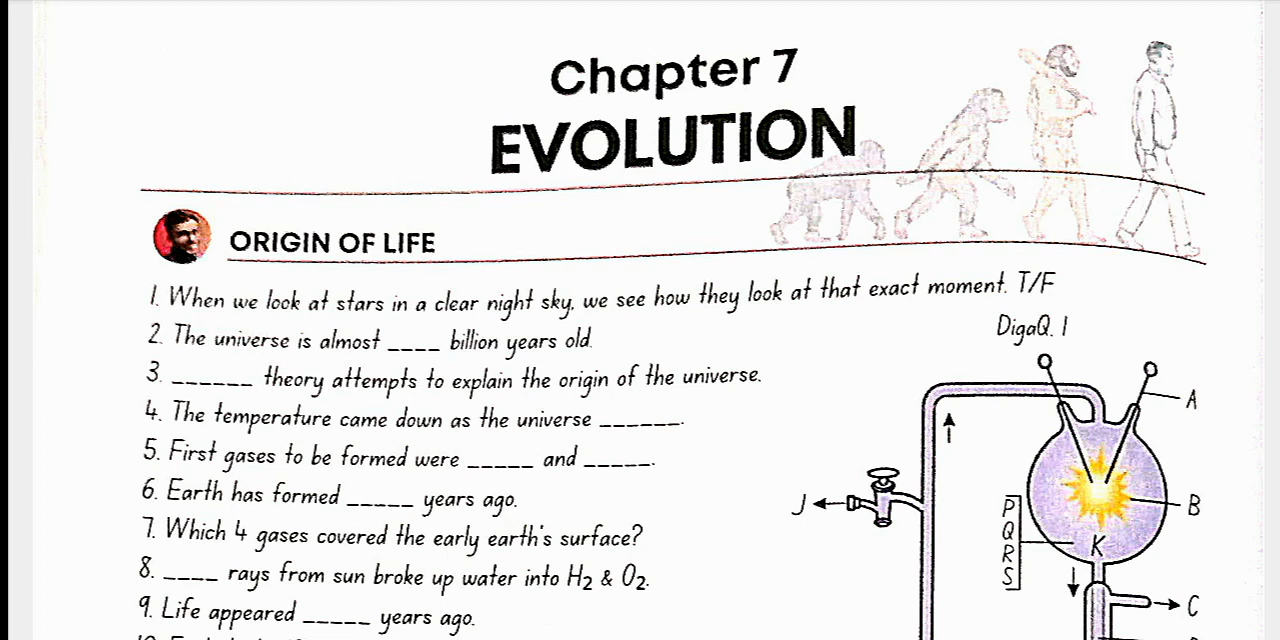 Chapter 7
EVOLUTION
ORIGIN OF LIFE
1. When we look at stars in a clear night sky, we see how they look at that exact moment. T/F
2. The universe is almost ____ billion years old.
3. ______ theory attempts to explain the origin of the universe.
4. The temperature came down as the universe ______.
5. First gases to be formed were _____ and _____.
6. Earth has formed _____ years ago.
7. Which 4 gases covered the early earth's surface?
8. ____ rays from sun broke up water into H₂ & O₂.
9. Life appeared _____ years ago.
DigaQ. 1
A
J
B
P
Q
R
S
K
C